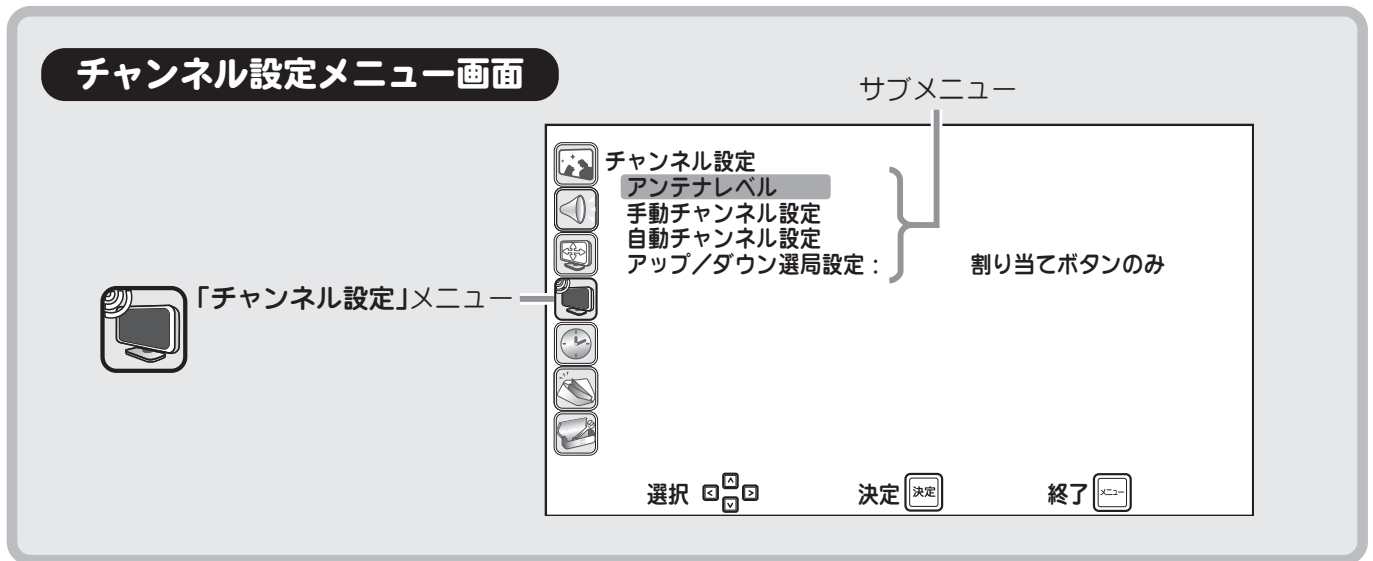 チャンネル設定メニュー画面
サブメニュー
チャンネル設定
アンテナレベル
手動チャンネル設定
自動チャンネル設定
アップ／ダウン選局設定： 割り当てボタンのみ
「チャンネル設定」メニュー
選択 決定 決定 終了 メニュー